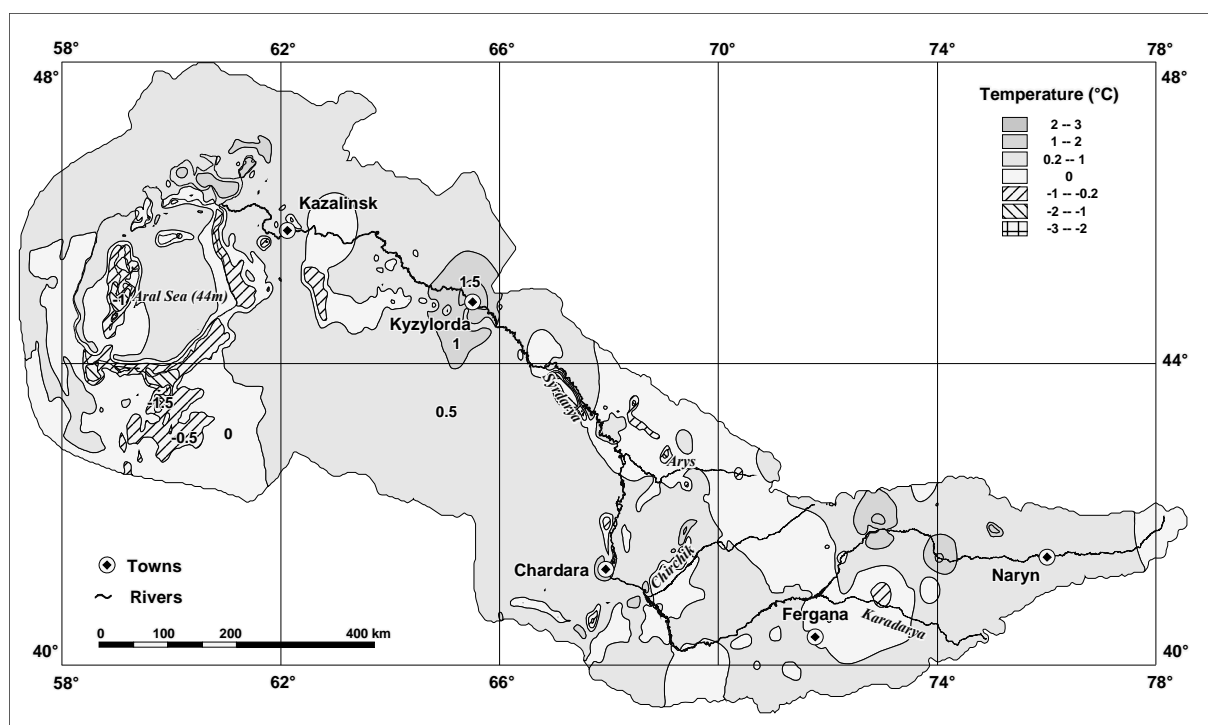 58° 62° 66° 70° 74° 78°
48° 48°
Temperature (°C)
2 -- 3
1 -- 2
0.2 -- 1
0
-1 -- -0.2
-2 -- -1
-3 -- -2
Kazalinsk
1.5
-1
Aral Sea (44m)
Kyzylorda
1
44°
Syrdarya
-1.5
0.5
-0.5
0
Arys
Towns
Chardara
Chirchik
Naryn
Rivers
Fergana
Karadarya
0 100 200 400 km
40° 40°
58° 62° 66° 70° 74° 78°